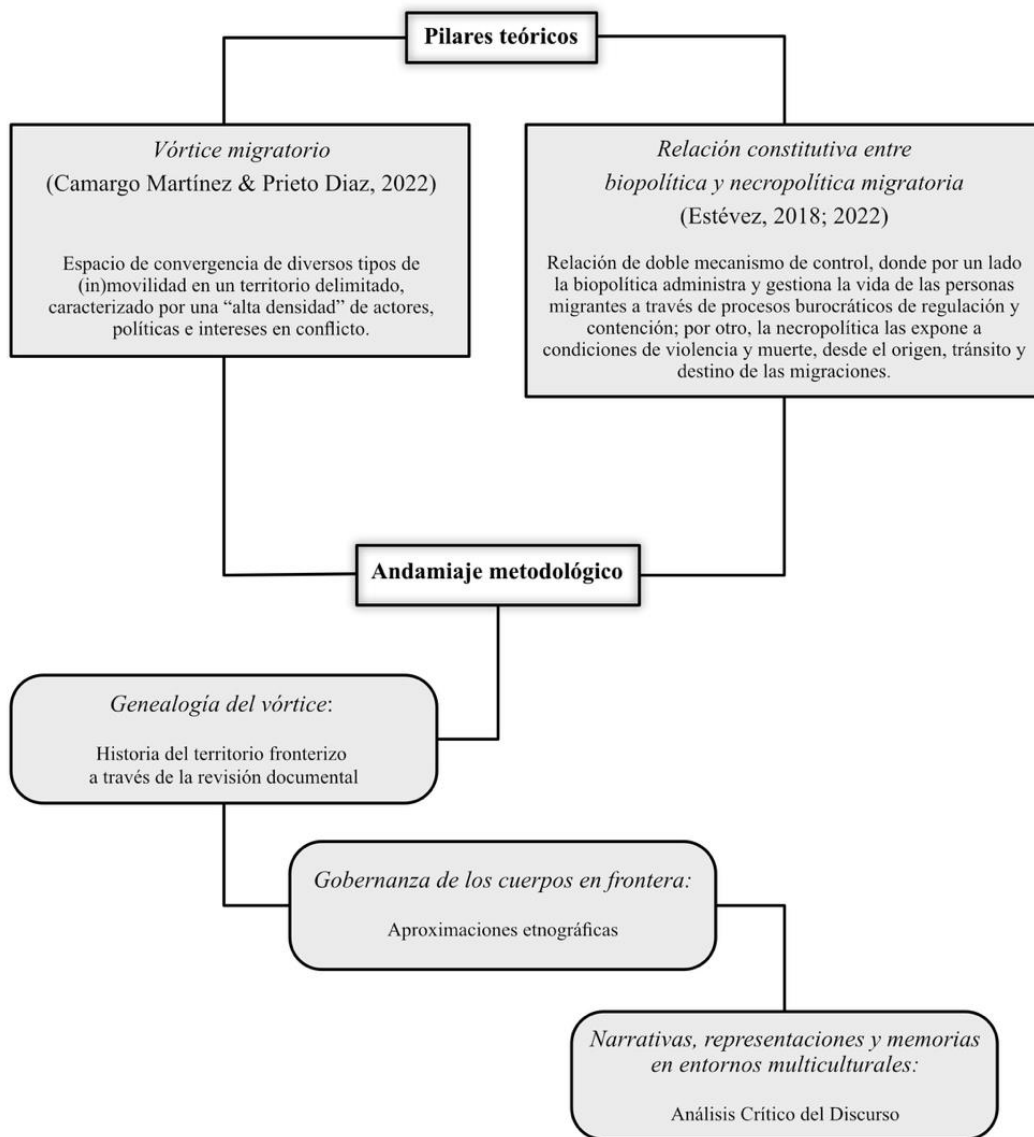 Pilares teóricos
Vórtice migratorio
(Camargo Martínez & Prieto Diaz, 2022)
Espacio de convergencia de diversos tipos de
(in)movilidad en un territorio delimitado,
caracterizado por una “alta densidad” de actores,
políticas e intereses en conflicto.
Relación constitutiva entre
biopolítica y necropolítica migratoria
(Estévez, 2018; 2022)
Relación de doble mecanismo de control, donde por un lado
la biopolítica administra y gestiona la vida de las personas
migrantes a través de procesos burocráticos de regulación y
contención; por otro, la necropolítica las expone a
condiciones de violencia y muerte, desde el origen, tránsito y
destino de las migraciones.
Andamiaje metodológico
Genealogía del vórtice:
Historia del territorio fronterizo
a través de la revisión documental
Gobernanza de los cuerpos en frontera:
Aproximaciones etnográficas
Narrativas, representaciones y memorias
en entornos multiculturales:
Análisis Crítico del Discurso